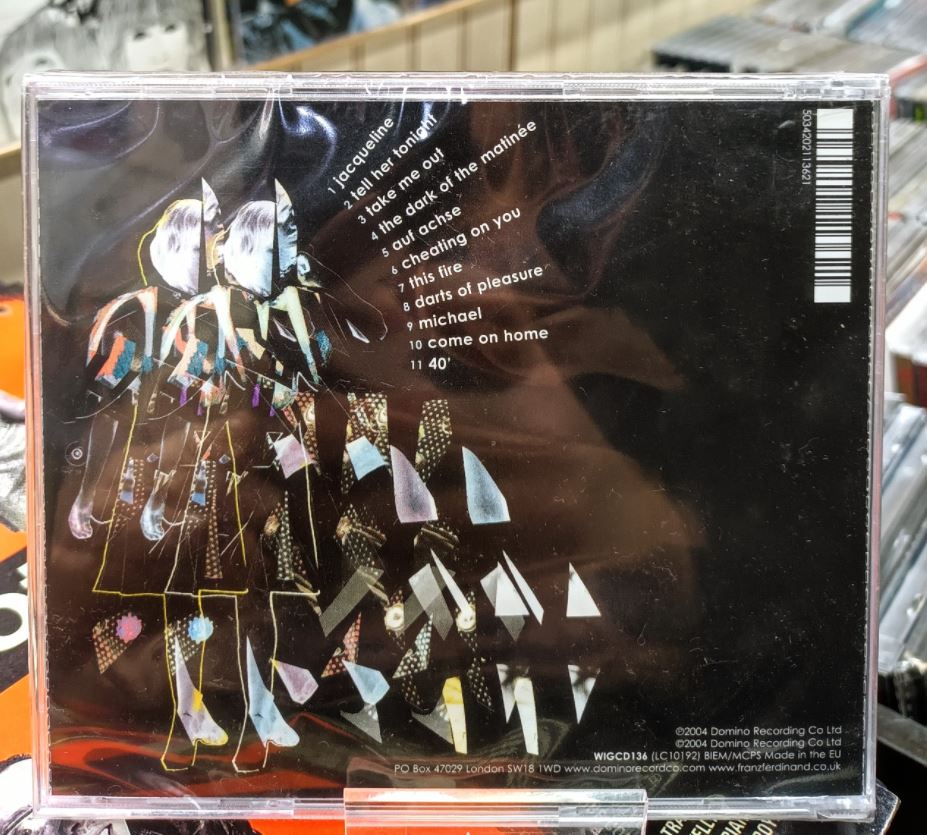 1 jacqueline
2 tell her tonight
3 take me out
4 the dark of the matinée
5 auf achse
6 cheating on you
7 this fire
8 darts of pleasure
9 michael
10 come on home
11 40'
5034202113621
℗2004 Domino Recording Co Ltd
©2004 Domino Recording Co Ltd
WIGCD136 (LC10192) BIEM/MCPS Made in the EU
PO Box 47029 London SW18 1WD www.dominorecordco.com www.franzferdinand.co.uk